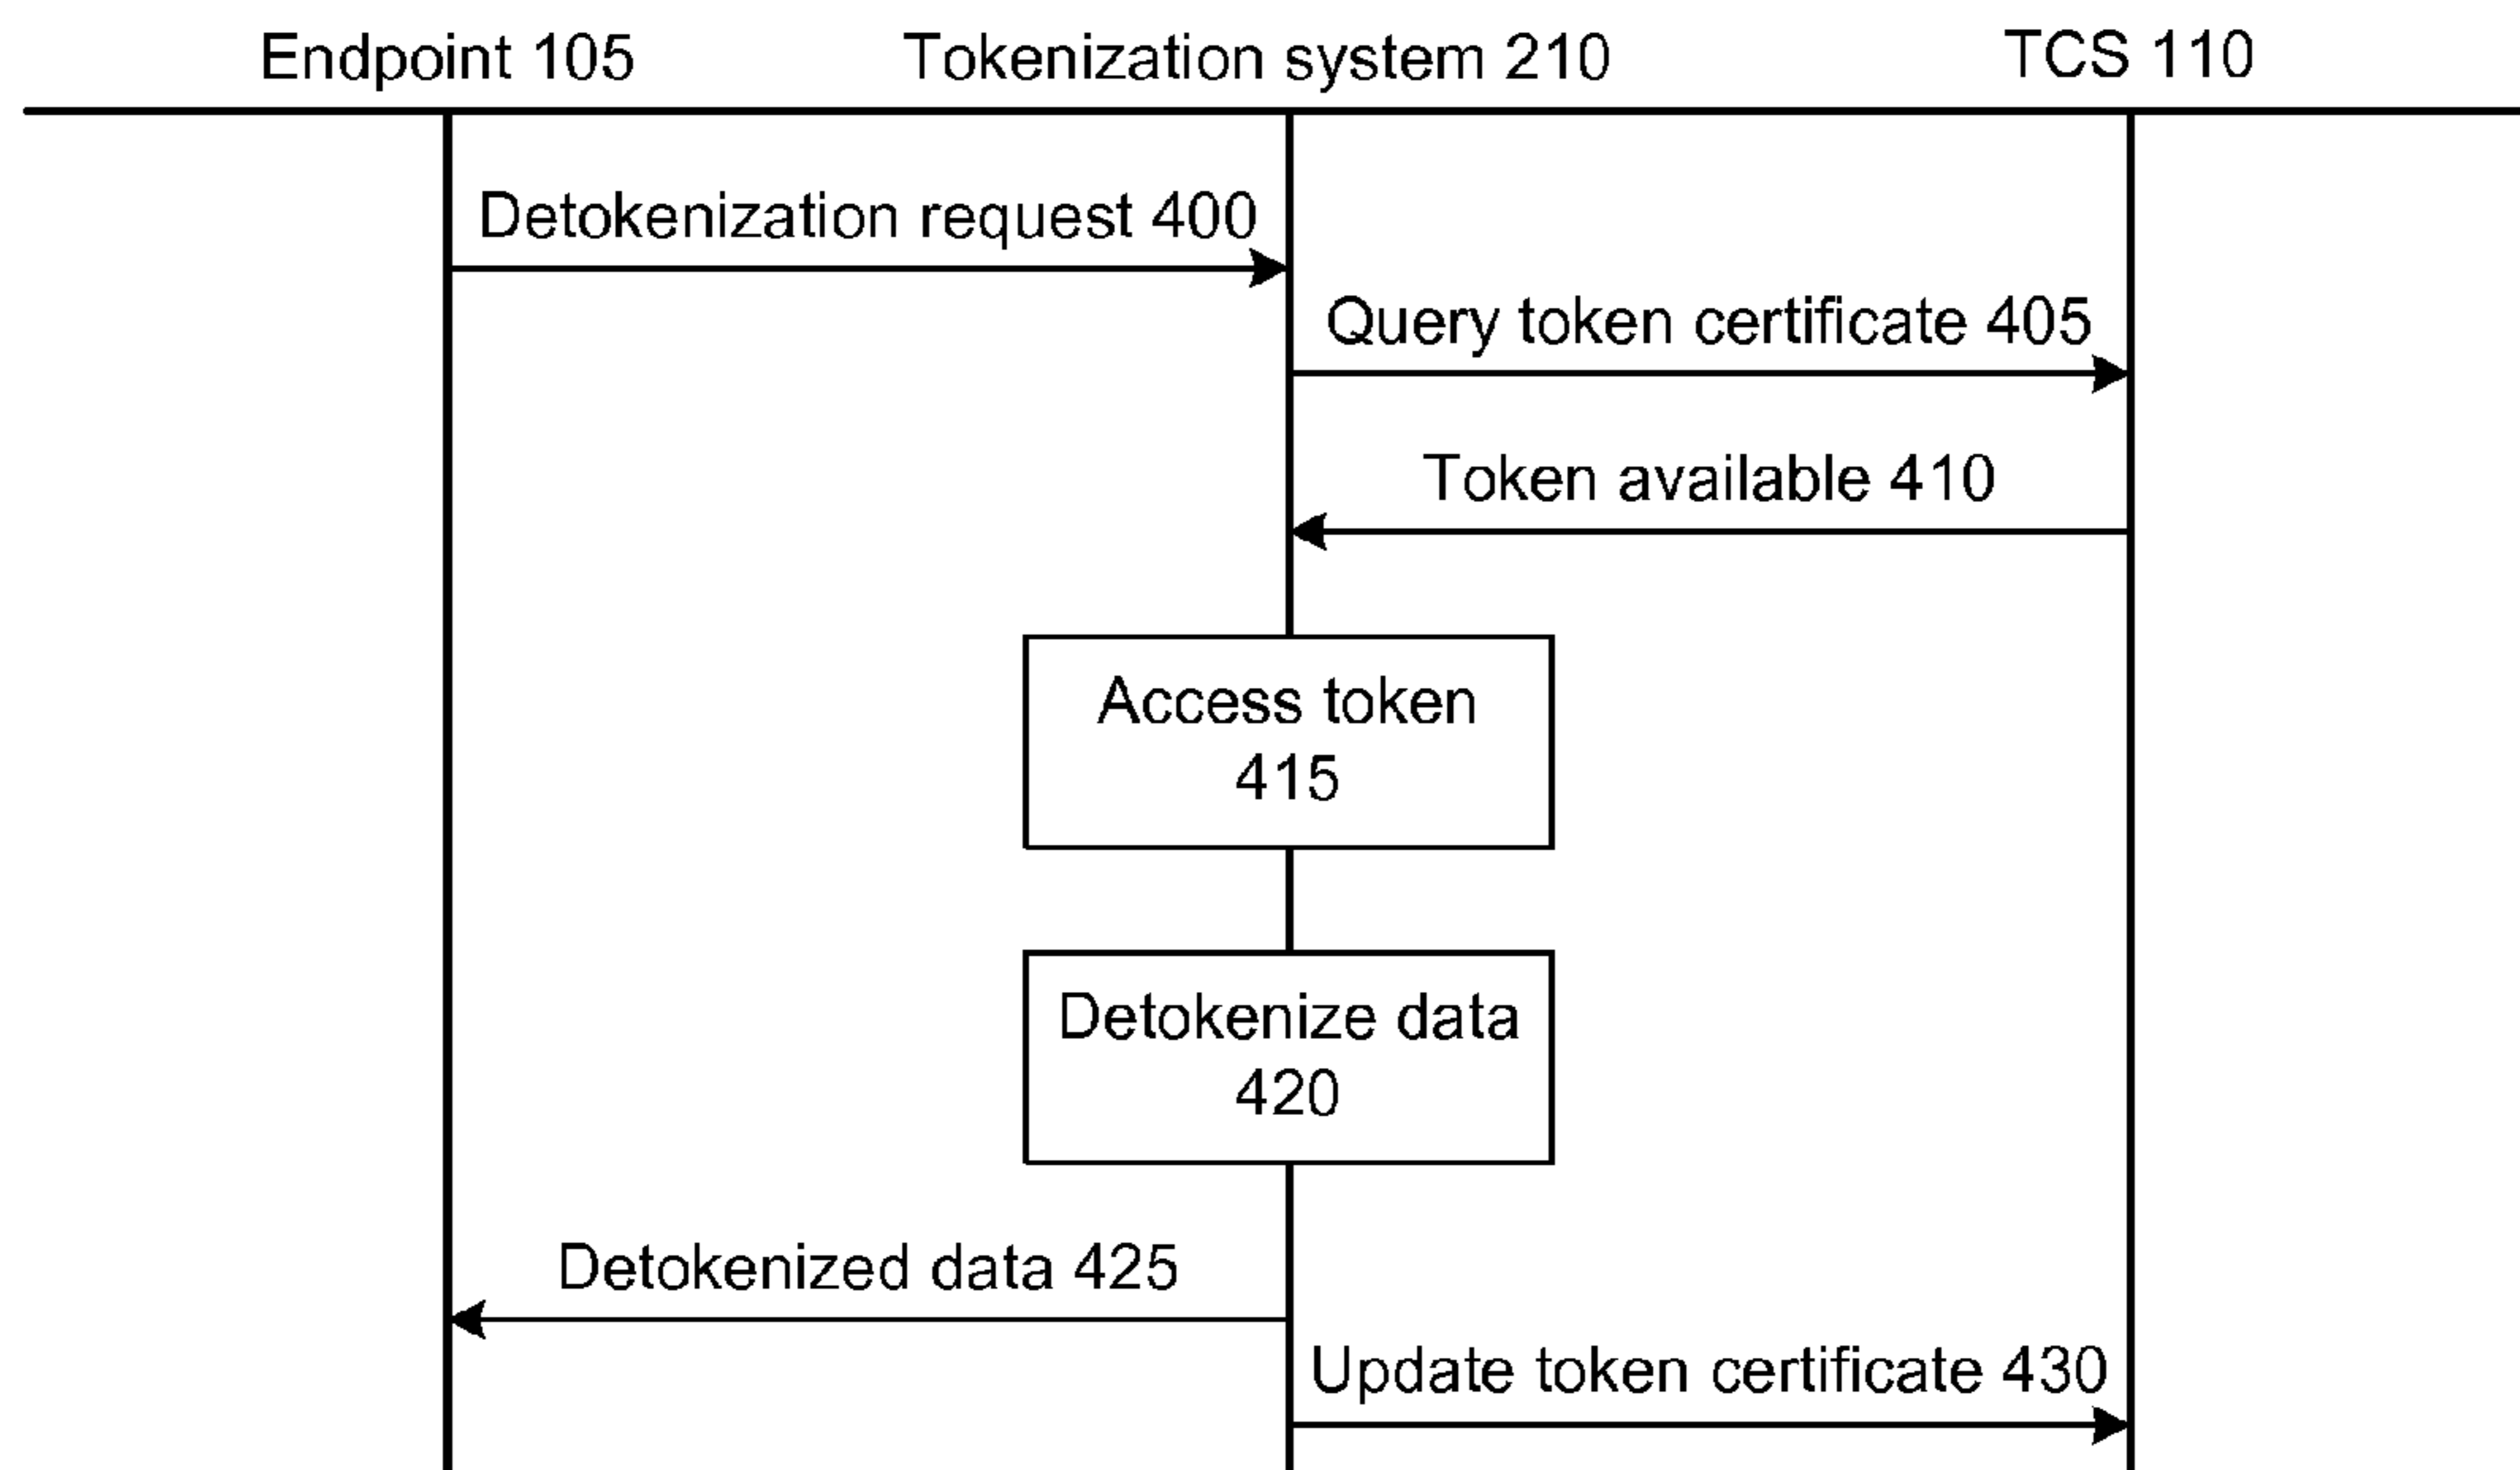 Endpoint 105
Tokenization system 210
TCS 110
Detokenization request 400
Query token certificate 405
Token available 410
Access token
415
Detokenize data
420
Detokenized data 425
Update token certificate 430